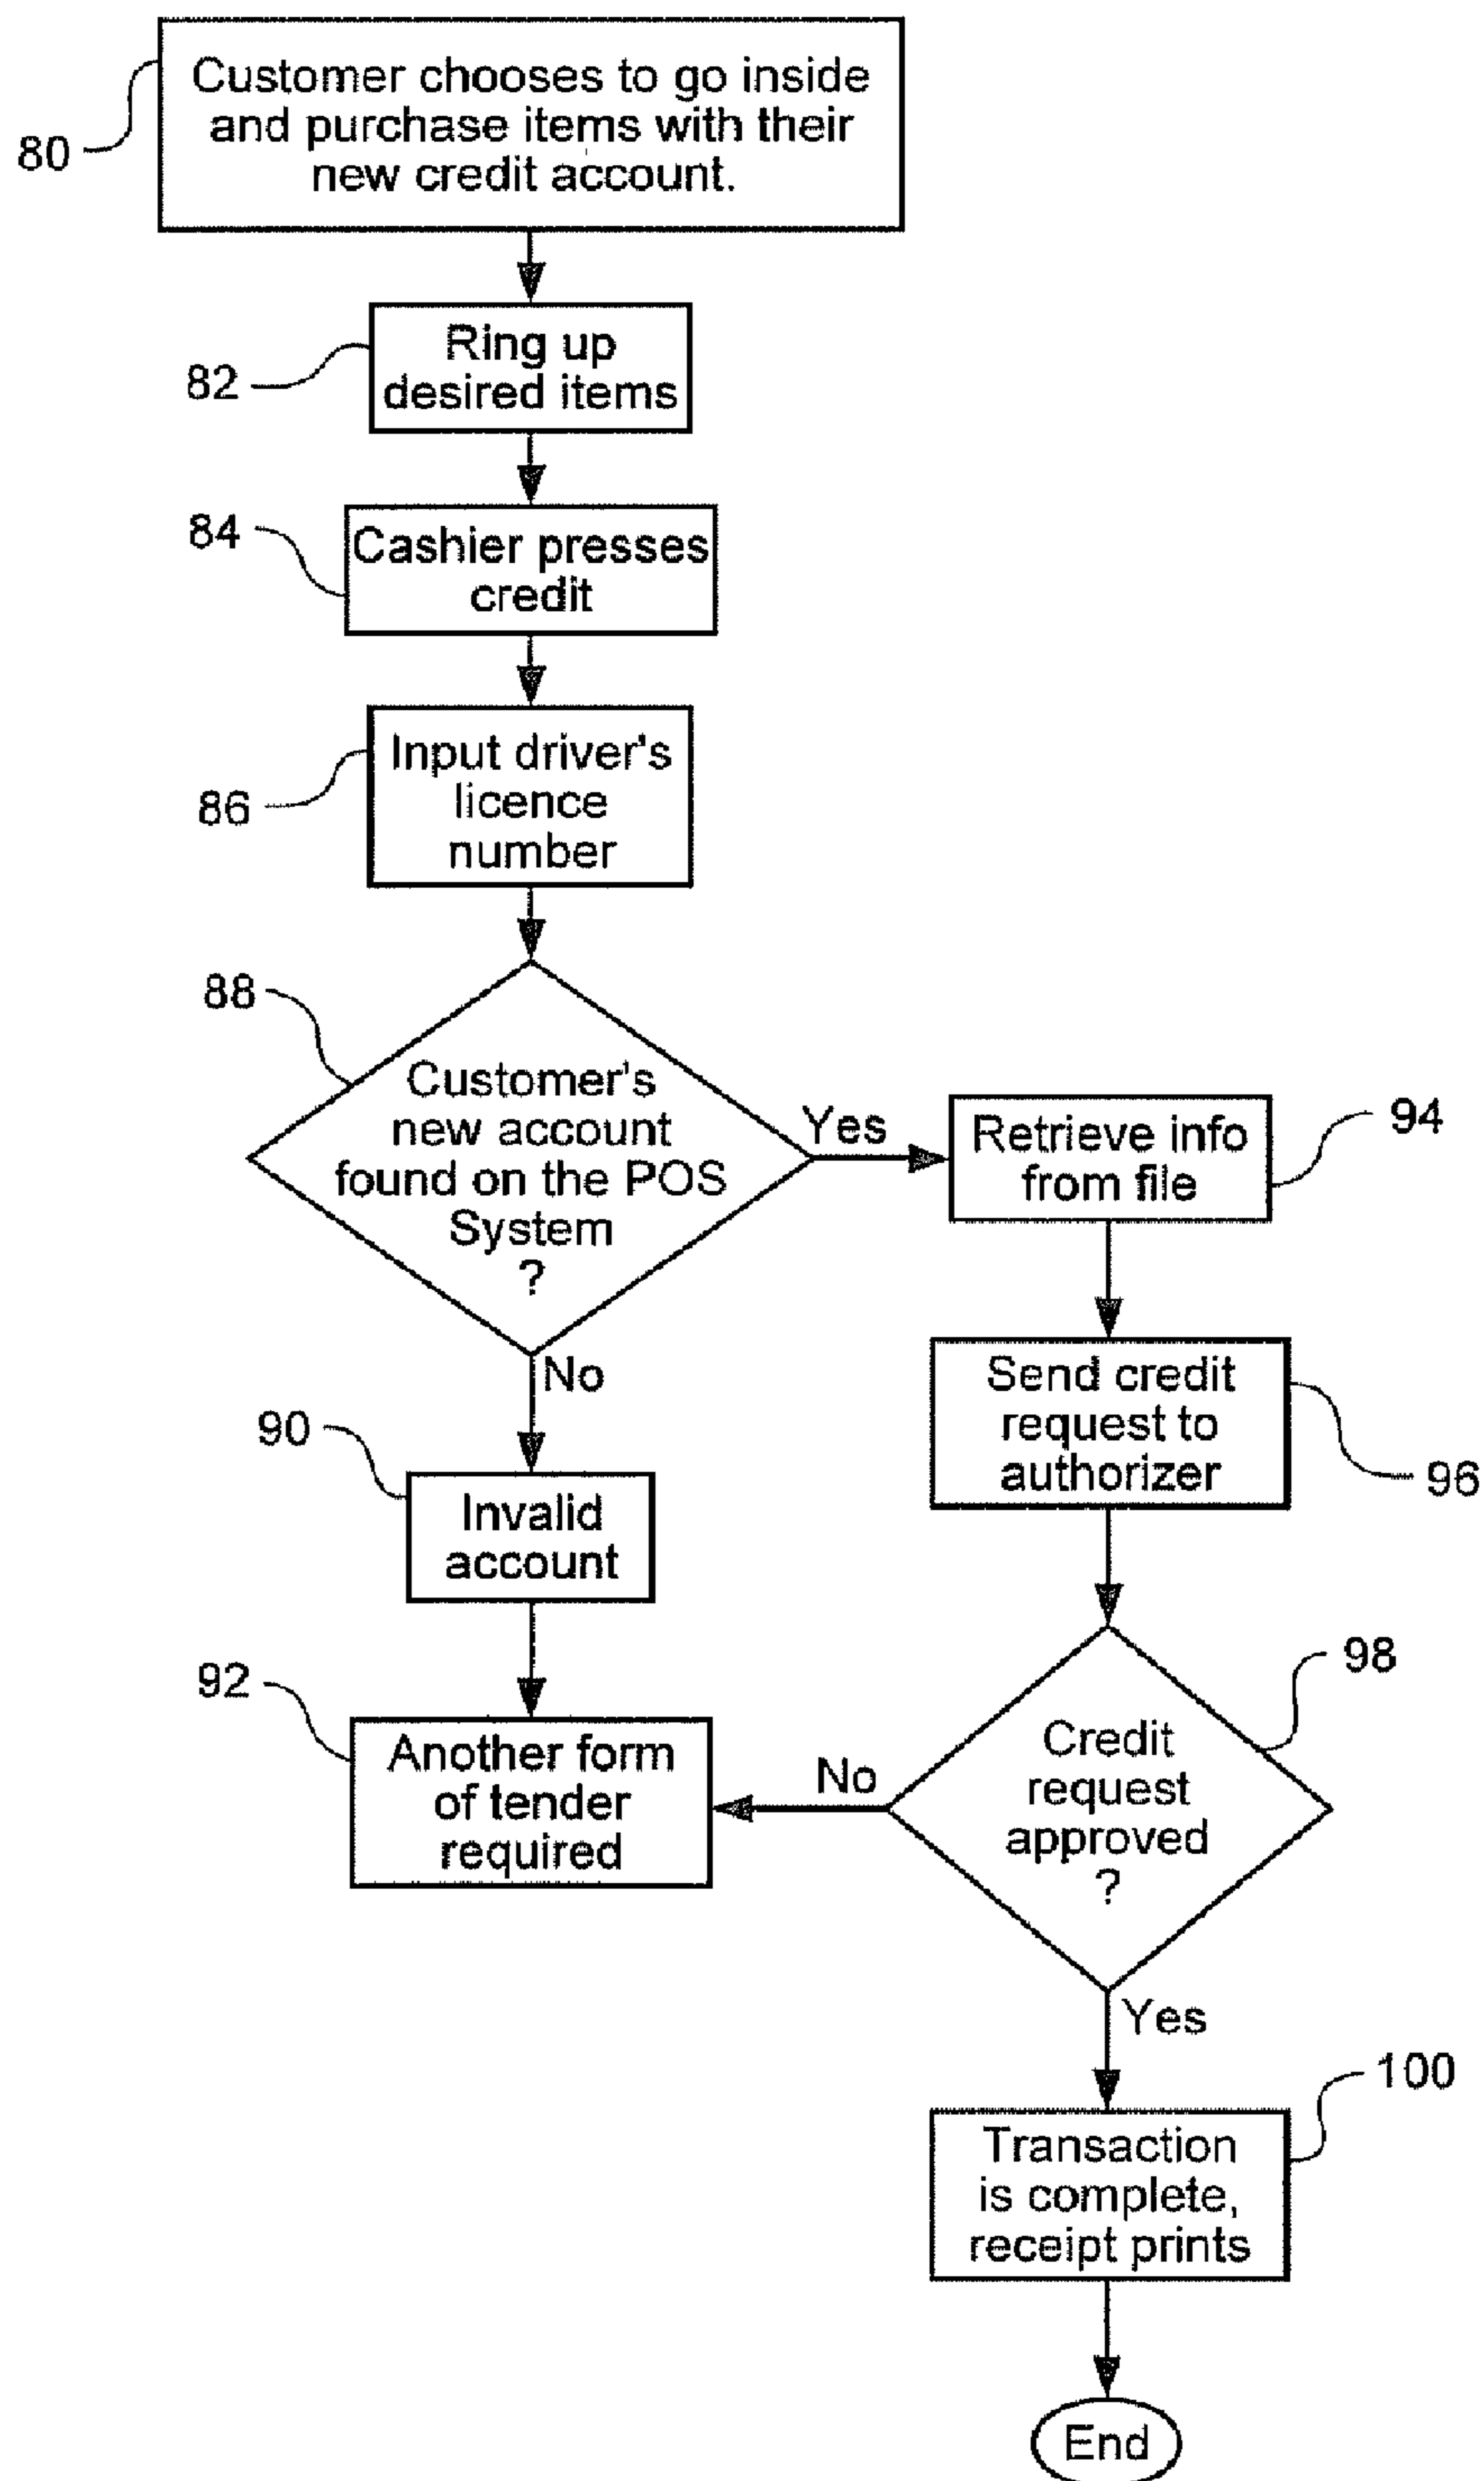 80
Customer chooses to go inside
and purchase items with their
new credit account.
82
Ring up
desired items
84
Cashier presses
credit
86
Input driver's
licence
number
88
Customer's
new account
found on the POS
System
?
Yes
Retrieve info
from file
94
No
Send credit
request to
authorizer
96
90
Invalid
account
92
Another form
of tender
required
No
98
Credit
request
approved
?
Yes
100
Transaction
is complete,
receipt prints
End